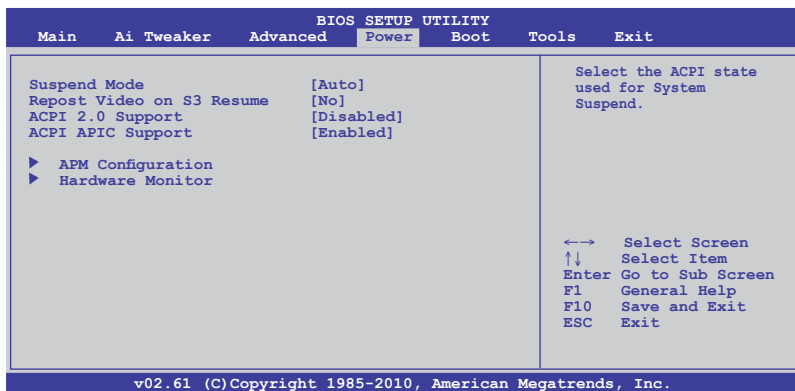 BIOS SETUP UTILITY
Main Ai Tweaker Advanced Power Boot Tools Exit
Suspend Mode [Auto]
Repost Video on S3 Resume [No]
ACPI 2.0 Support [Disabled]
ACPI APIC Support [Enabled]
APM Configuration
Hardware Monitor
Select the ACPI state
used for System
Suspend.
←→ Select Screen
↑↓ Select Item
Enter Go to Sub Screen
F1 General Help
F10 Save and Exit
ESC Exit
v02.61 (C)Copyright 1985-2010, American Megatrends, Inc.